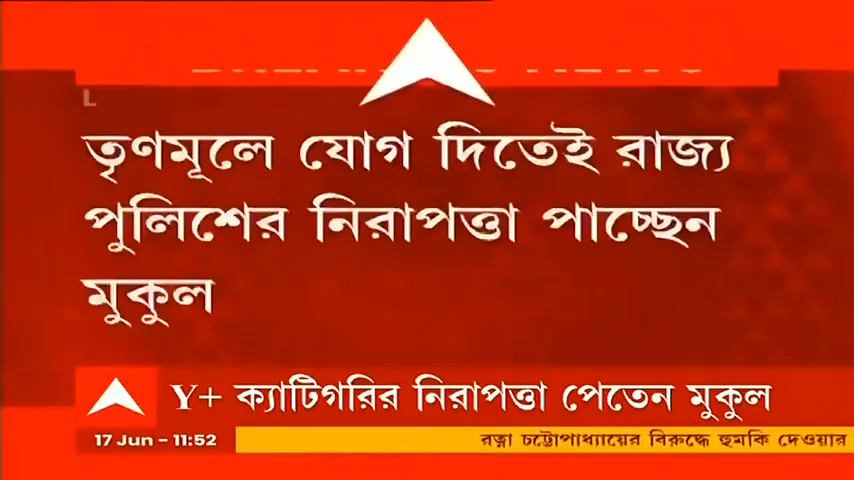 তৃণমূলে যোগ দিতেই রাজ্য
পুলিশের নিরাপত্তা পাচ্ছেন
মুকুল
Y+ ক্যাটিগরির নিরাপত্তা পেতেন মুকুল
17 Jun - 11:52
রত্না চট্টোপাধ্যায়ের বিরুদ্ধে হুমকি দেওয়ার